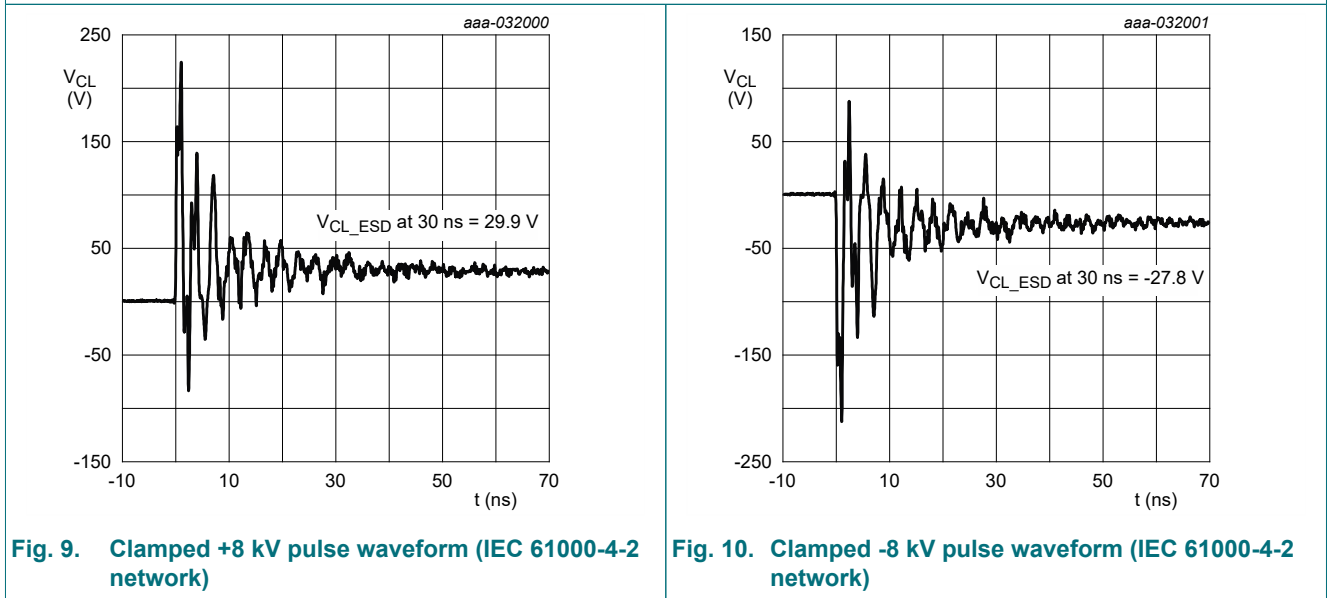 aaa-032000
250
150
50
-50
-150
VCL
(V)
VCL_ESD at 30 ns = 29.9 V
-10 10 30 50 70
t (ns)
Fig. 9. Clamped +8 kV pulse waveform (IEC 61000-4-2
network)
aaa-032001
150
50
-50
-150
-250
VCL
(V)
VCL_ESD at 30 ns = -27.8 V
-10 10 30 50 70
t (ns)
Fig. 10. Clamped -8 kV pulse waveform (IEC 61000-4-2
network)